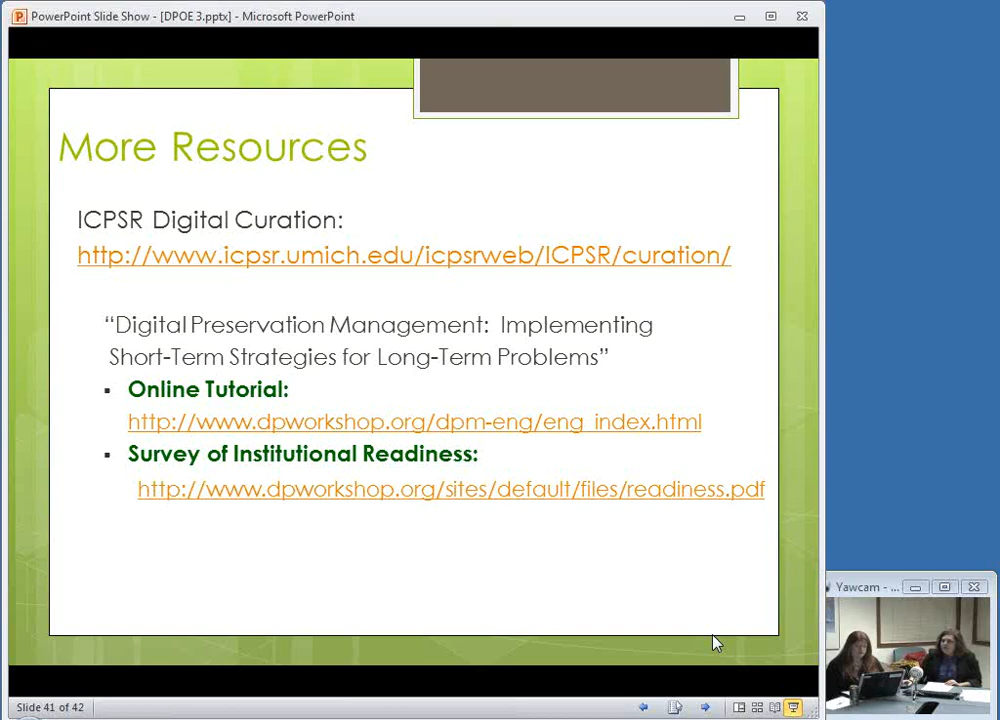 PowerPoint Slide Show - [DPOE 3.pptx] - Microsoft PowerPoint
More Resources
ICPSR Digital Curation:
http://www.icpsr.umich.edu/icpsrweb/ICPSR/curation/
“Digital Preservation Management: Implementing
Short-Term Strategies for Long-Term Problems”
▪ Online Tutorial:
http://www.dpworkshop.org/dpm-eng/eng_index.html
▪ Survey of Institutional Readiness:
http://www.dpworkshop.org/sites/default/files/readiness.pdf
Yawcam - ...
Slide 41 of 42